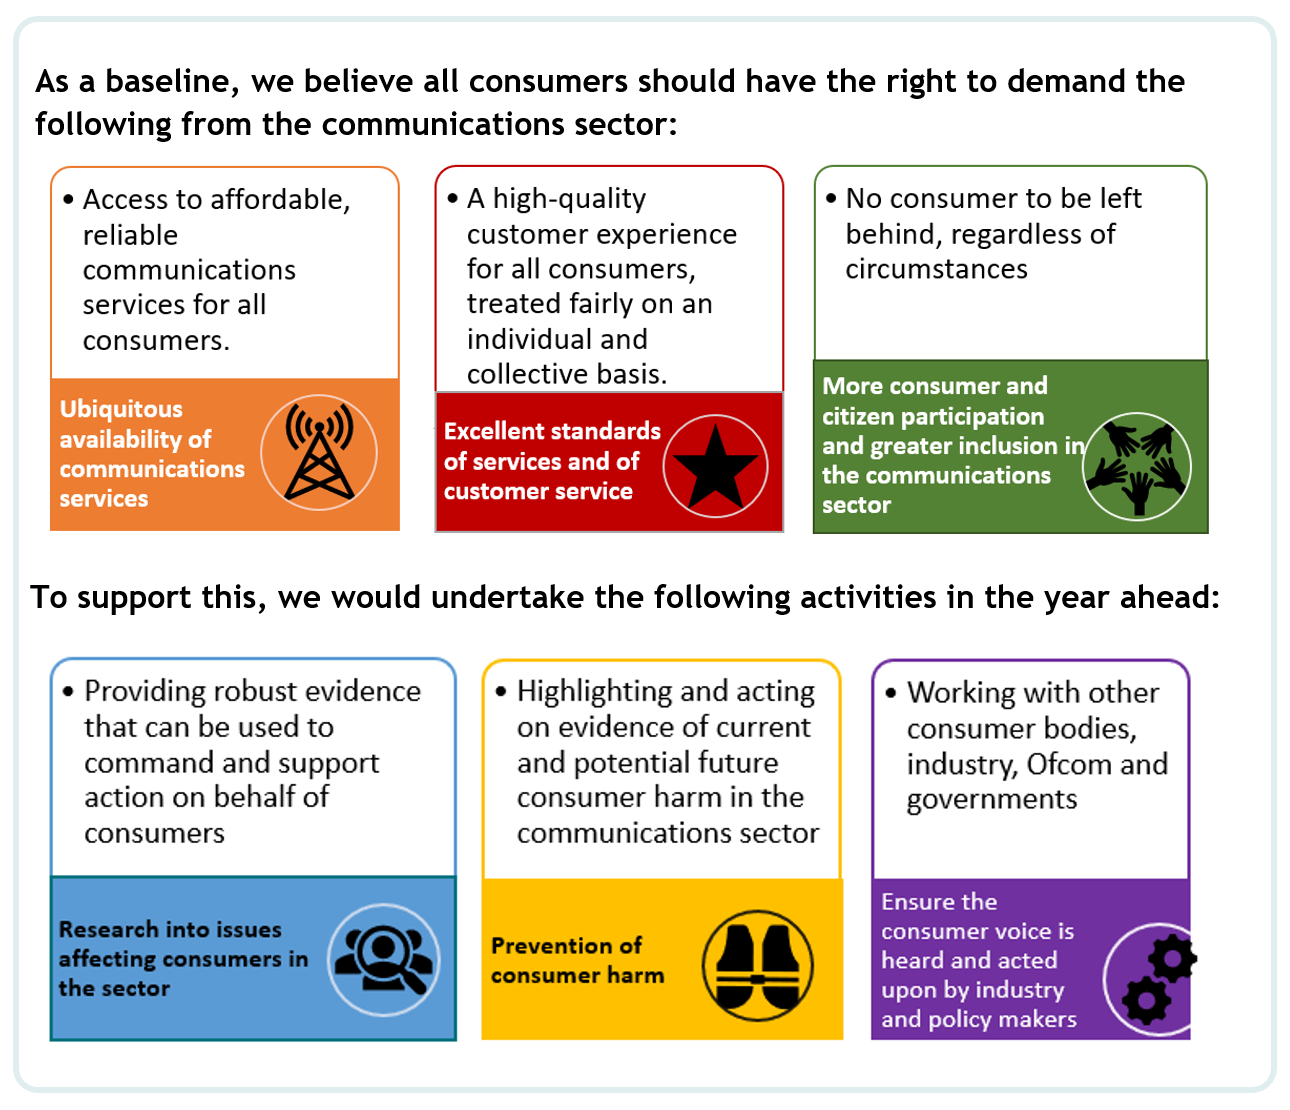 As a baseline, we believe all consumers should have the right to demand the
following from the communications sector:
• Access to affordable,
reliable
communications
services for all
consumers.
Ubiquitous
availability of
communications
services
• A high-quality
customer experience
for all consumers,
treated fairly on an
individual and
collective basis.
Excellent standards
of services and of
customer service
• No consumer to be left
behind, regardless of
circumstances
More consumer and
citizen participation
and greater inclusion in
the communications
sector
To support this, we would undertake the following activities in the year ahead:
• Providing robust evidence
that can be used to
command and support
action on behalf of
consumers
Research into issues
affecting consumers in
the sector
• Highlighting and acting
on evidence of current
and potential future
consumer harm in the
communications sector
Prevention of
consumer harm
• Working with other
consumer bodies,
industry, Ofcom and
governments
Ensure the
consumer voice is
heard and acted
upon by industry
and policy makers